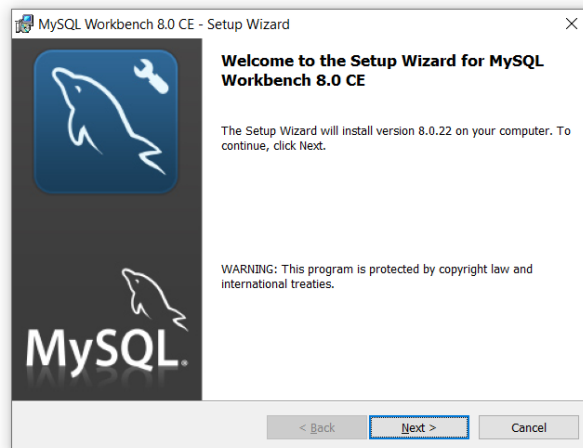 MySQL Workbench 8.0 CE - Setup Wizard
Welcome to the Setup Wizard for MySQL
Workbench 8.0 CE
The Setup Wizard will install version 8.0.22 on your computer. To
continue, click Next.
WARNING: This program is protected by copyright law and
international treaties.
MySQL®
< Back
Next >
Cancel